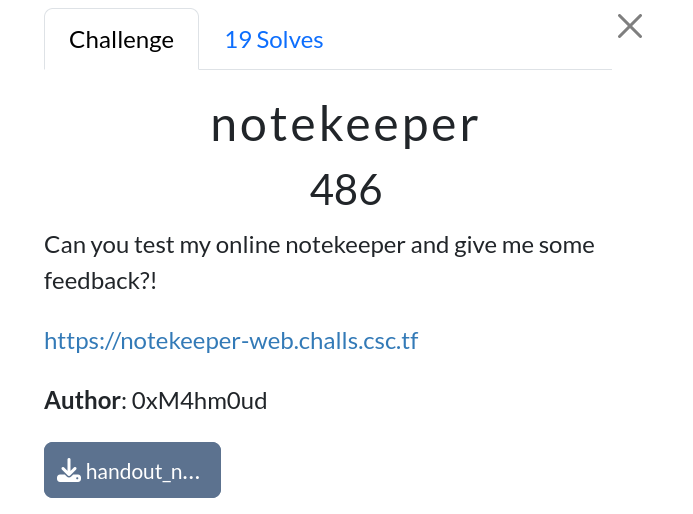 Challenge
19 Solves
notekeeper
486
Can you test my online notekeeper and give me some
feedback?!
https://notekeeper-web.challs.csc.tf
Author: 0xM4hm0ud
handout_n...